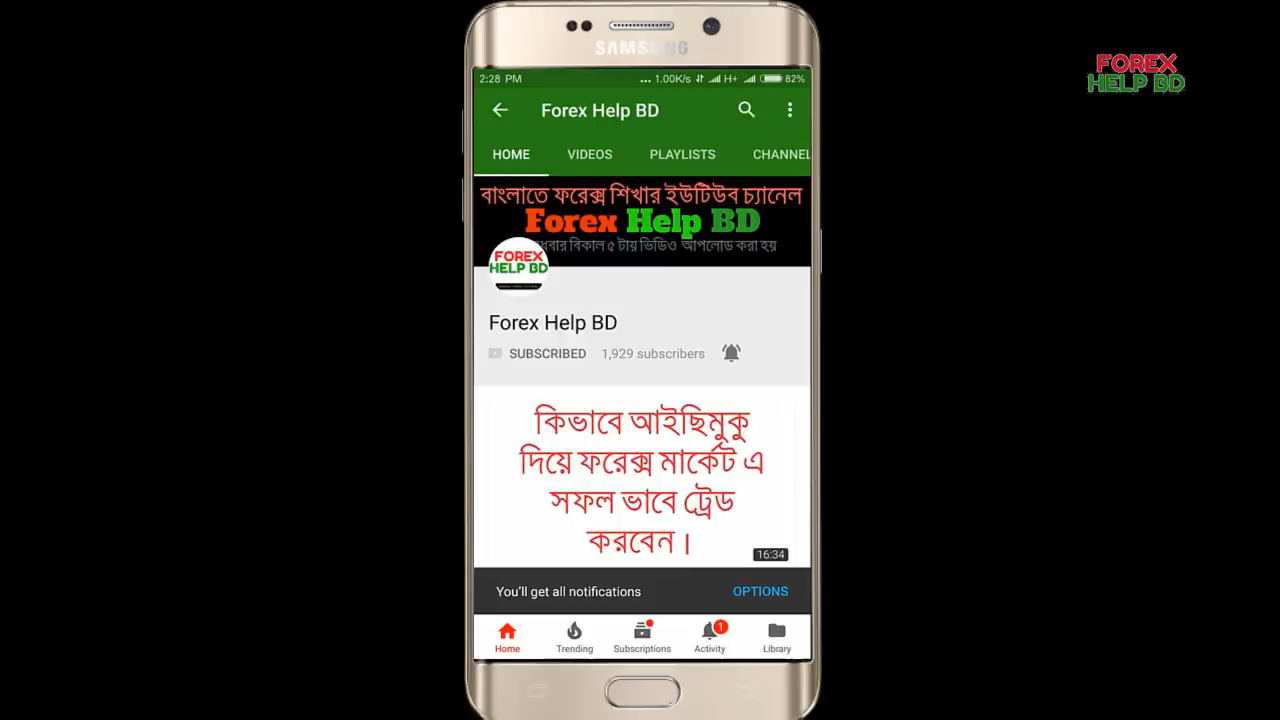 SAMSUNG
FOREX
HELP BD
2:28 PM
... 1.00K/s H+ 82%
Forex Help BD
HOME VIDEOS PLAYLISTS CHANNEL
বাংলাতে ফরেক্স শিখার ইউটিউব চ্যানেল
Forex Help BD
বিকাল ৫ টায় ভিডিও আপলোড করা হয়
FOREX
HELP BD
Forex Help BD
SUBSCRIBED 1,929 subscribers
কিভাবে আইছিমুকু
দিয়ে ফরেক্স মার্কেট এ
সফল ভাবে ট্রেড
করবেন।
16:34
You'll get all notifications OPTIONS
1
Home Trending Subscriptions Activity Library